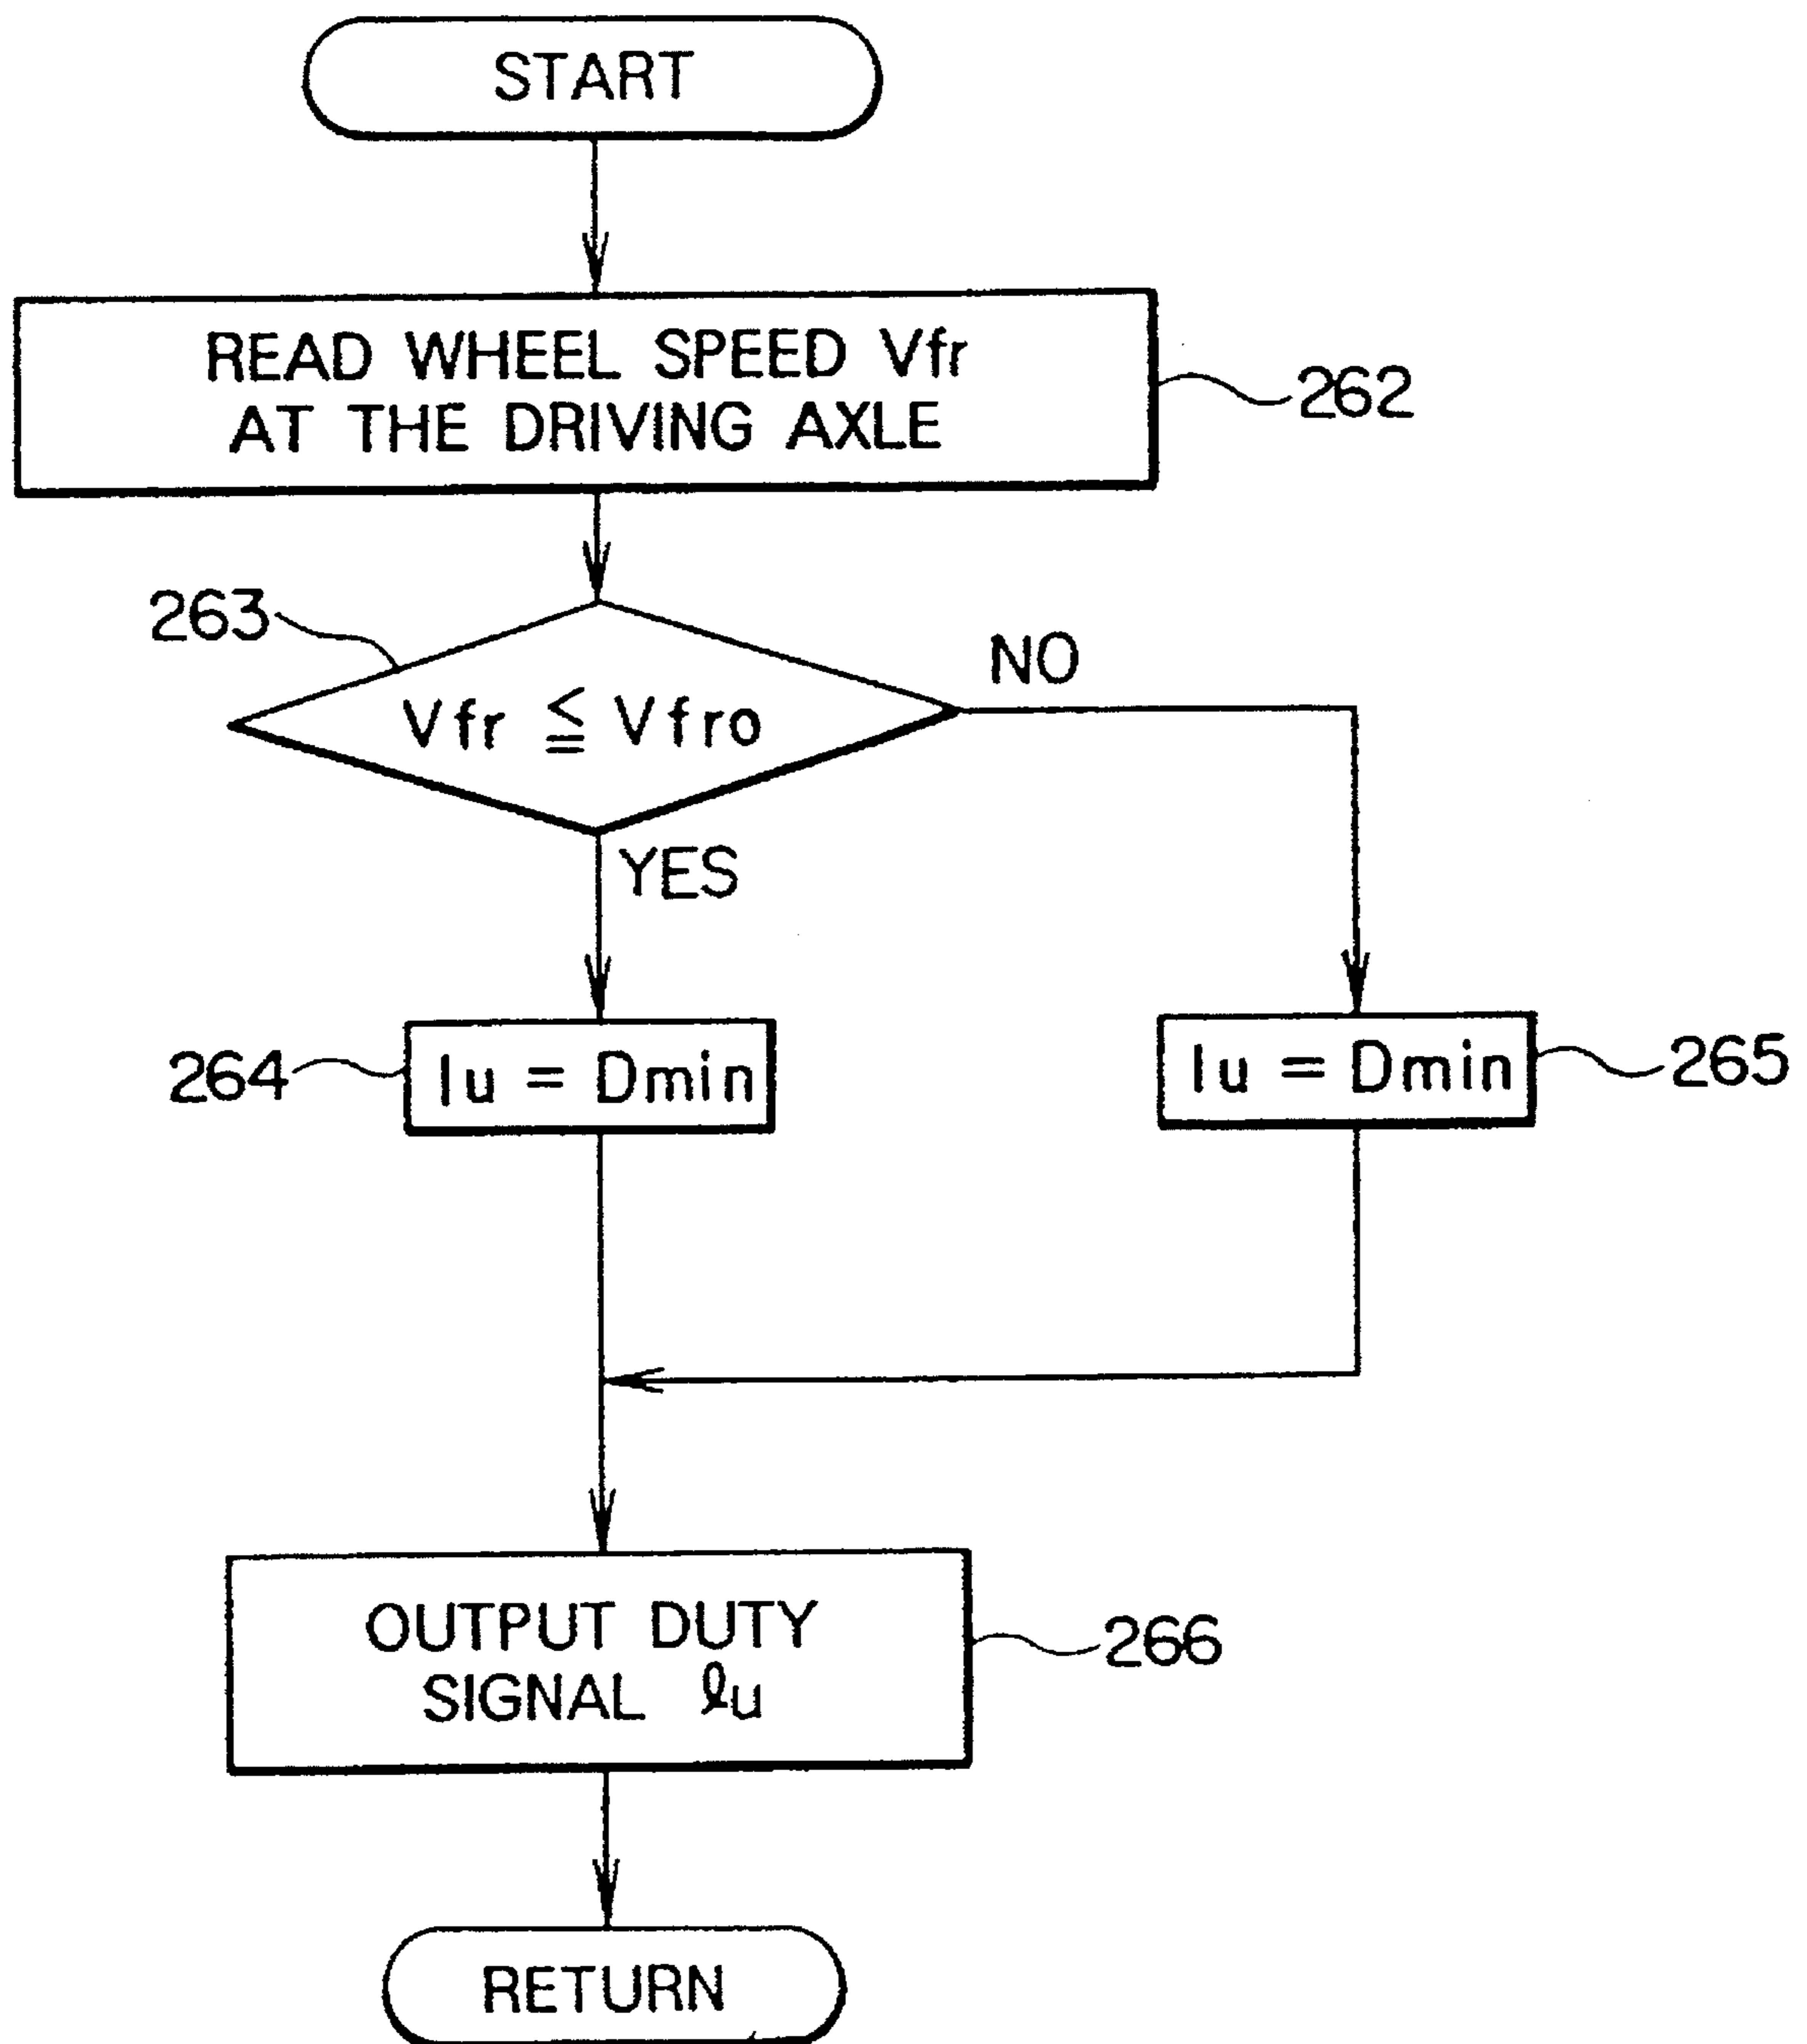 START
READ WHEEL SPEED Vfr
AT THE DRIVING AXLE
262
263
Vfr ≦ Vfro
NO
YES
264
Iu = Dmin
Iu = Dmin
265
OUTPUT DUTY
SIGNAL ℓu
266
RETURN